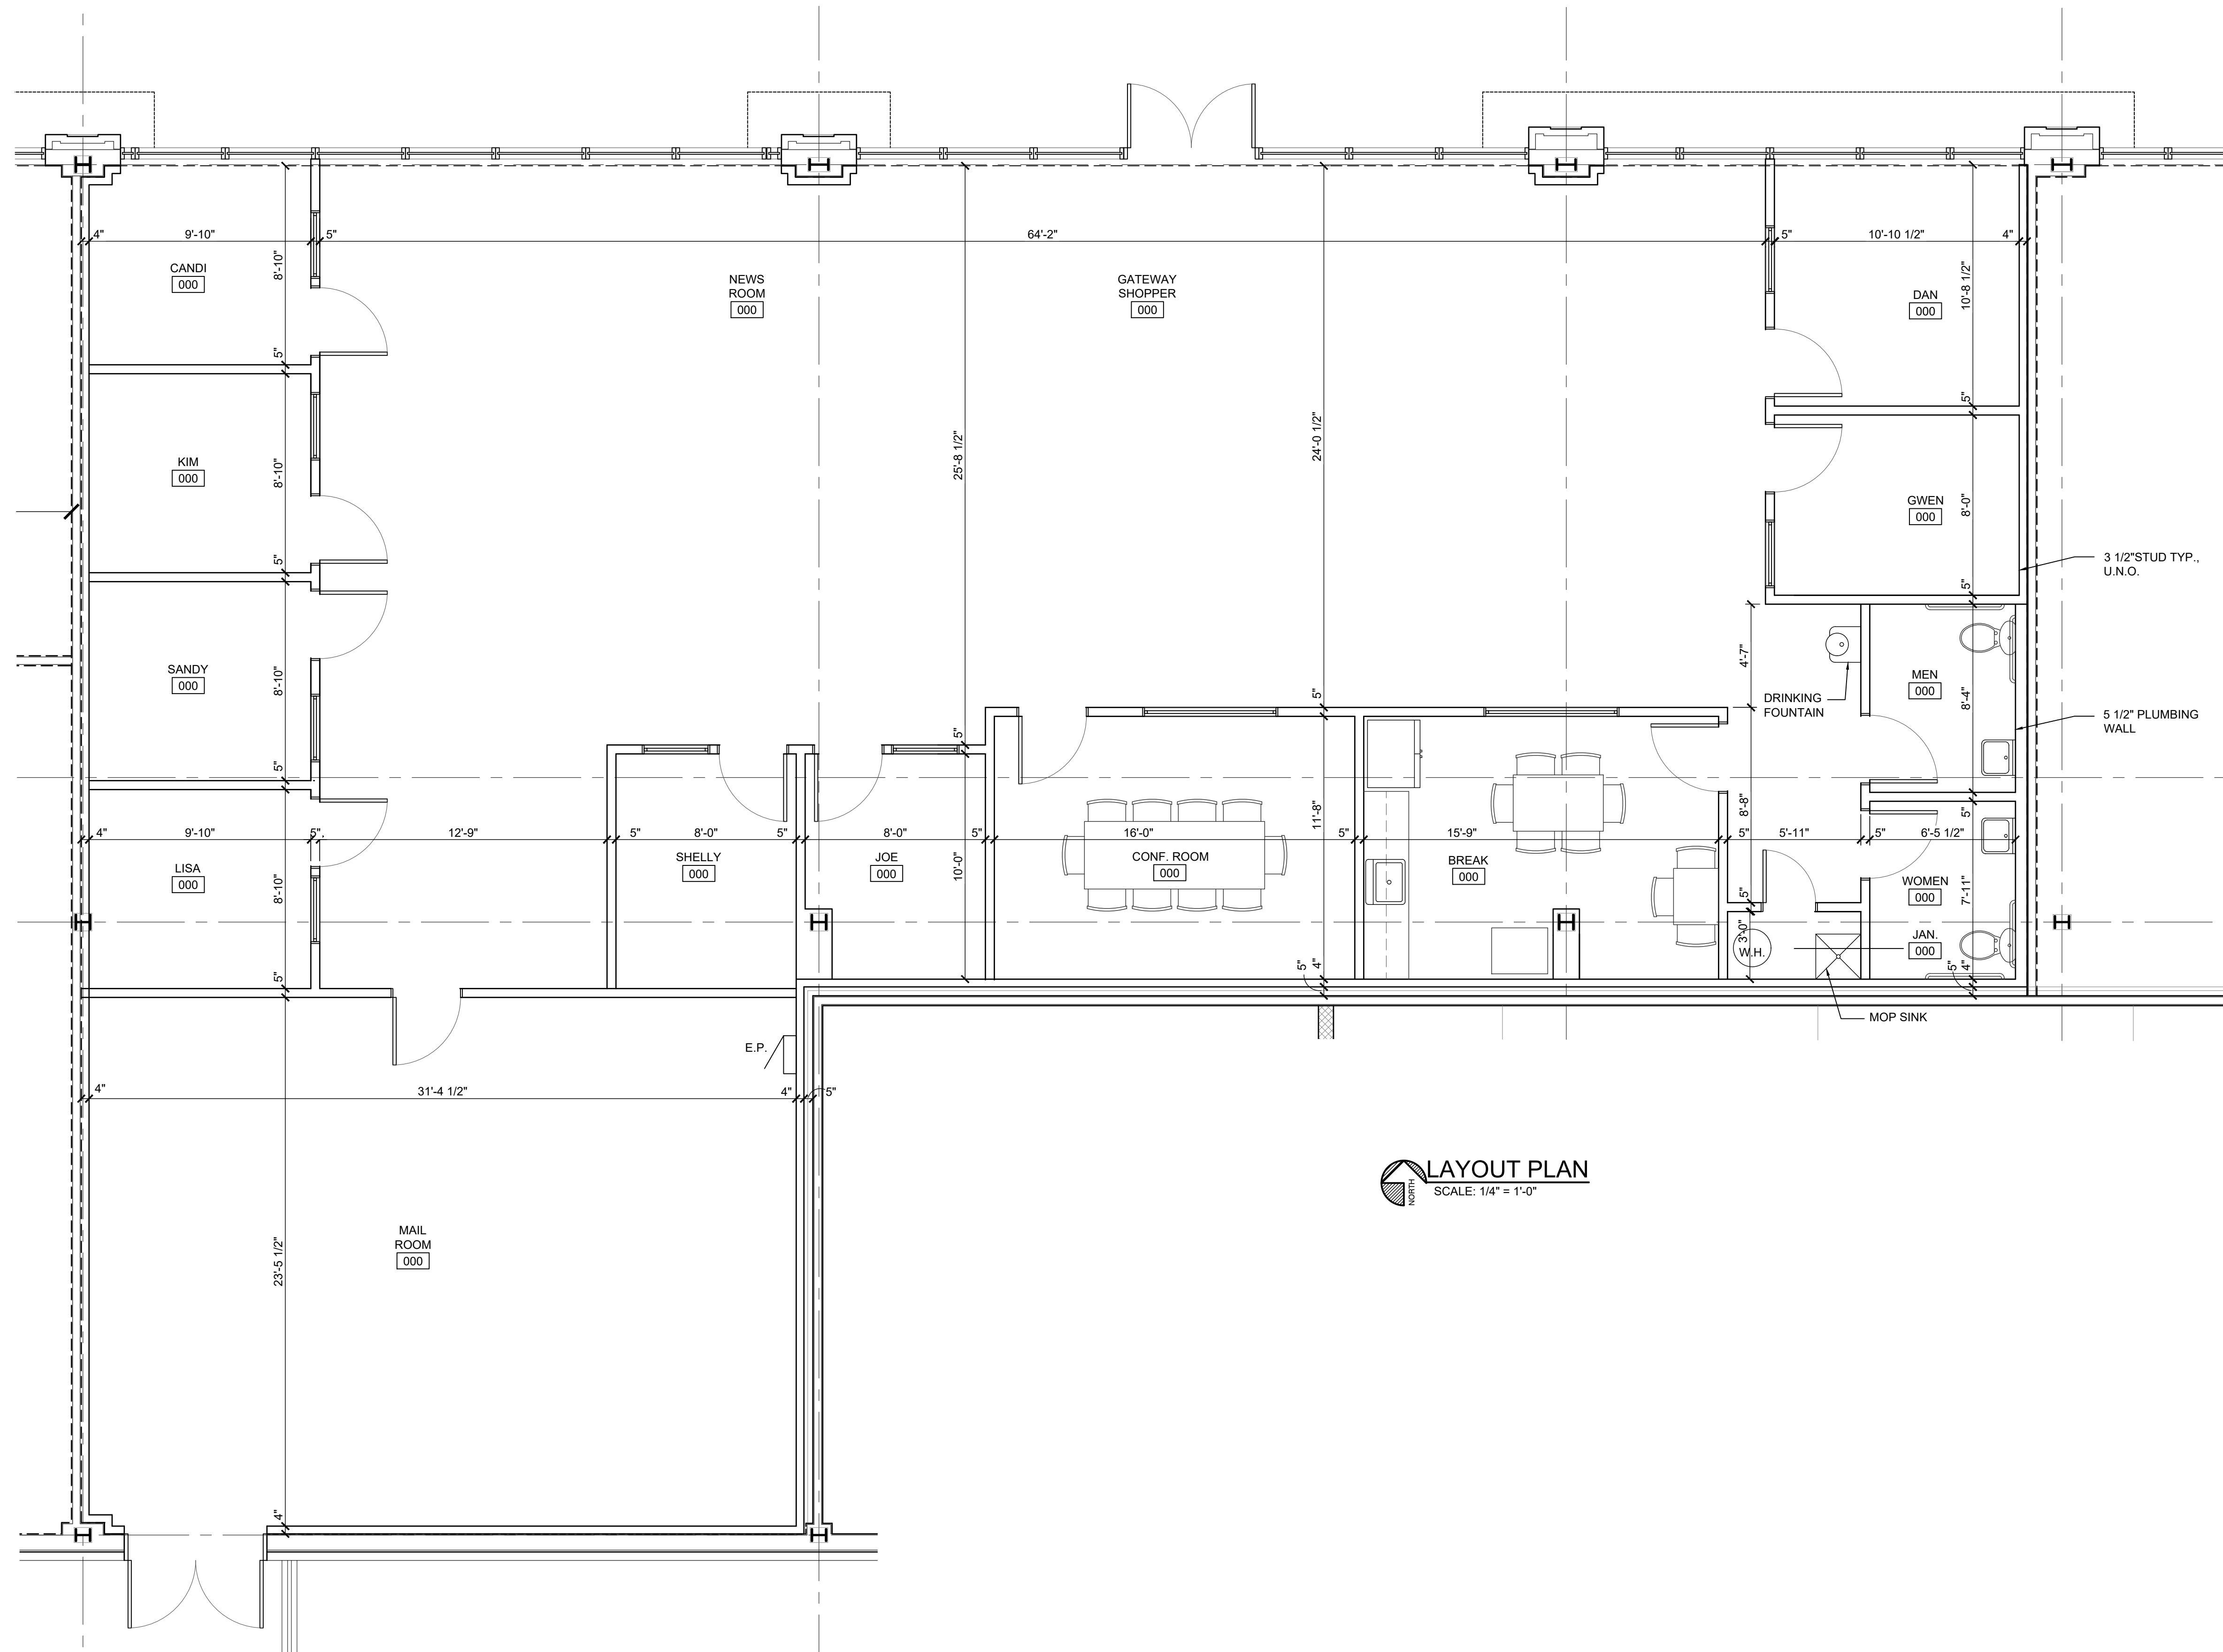 4"
9'-10"
5"
64'-2"
5"
10'-10 1/2"
4"
CANDI
000
8'-10"
5"
NEWS
ROOM
000
GATEWAY
SHOPPER
000
DAN
000
10'-8 1/2"
5"
KIM
000
8'-10"
5"
25'-8 1/2"
5"
24'-0 1/2"
5"
GWEN
000
8'-0"
5"
3 1/2"STUD TYP.,
U.N.O.
SANDY
000
8'-10"
5"
4'-7"
DRINKING
FOUNTAIN
MEN
000
8'-4"
5"
5 1/2" PLUMBING
WALL
4"
9'-10"
5"
12'-9"
5"
8'-0"
5"
8'-0"
5"
16'-0"
5"
15'-9"
5"
5'-11"
5"
6'-5 1/2"
LISA
000
8'-10"
5"
SHELLY
000
JOE
000
10'-0"
CONF. ROOM
000
11'-8"
5"
4"
BREAK
000
8'-8"
5"
3'-0"
W.H.
WOMEN
000
7'-11"
JAN.
000
5"
4"
MOP SINK
E.P.
4"
31'-4 1/2"
4"
5"
MAIL
ROOM
000
23'-5 1/2"
4"
NORTH
LAYOUT PLAN
SCALE: 1/4" = 1'-0"